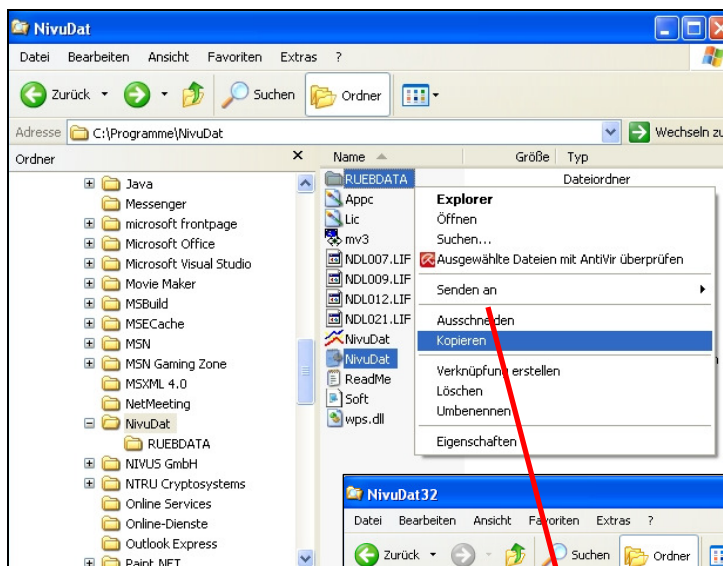 NivuDat
Datei Bearbeiten Ansicht Favoriten Extras ?
Zurück Suchen Ordner
Adresse C:\Programme\NivuDat Wechseln zu
Ordner X
Java
Messenger
microsoft frontpage
Microsoft Office
Microsoft Visual Studio
Movie Maker
MSBuild
MSECache
MSN
MSN Gaming Zone
MSXML 4.0
NetMeeting
NivuDat
RUEBDATA
NIVUS GmbH
NTRU Cryptosystems
Online Services
Online-Dienste
Outlook Express
Paint.NET
Name Größe Typ
RUEBDATA Dateiordner
Appc
Lic
mv3
NDL007.LIF
NDL009.LIF
NDL012.LIF
NDL021.LIF
NivuDat
NivuDat
ReadMe
Soft
wps.dll
Explorer
Öffnen
Suchen...
Ausgewählte Dateien mit AntiVir überprüfen
Senden an
Ausschneiden
Kopieren
Verknüpfung erstellen
Löschen
Umbenennen
Eigenschaften
NivuDat32
Datei Bearbeiten Ansicht Favoriten Extras ?
Zurück Suchen Ordner